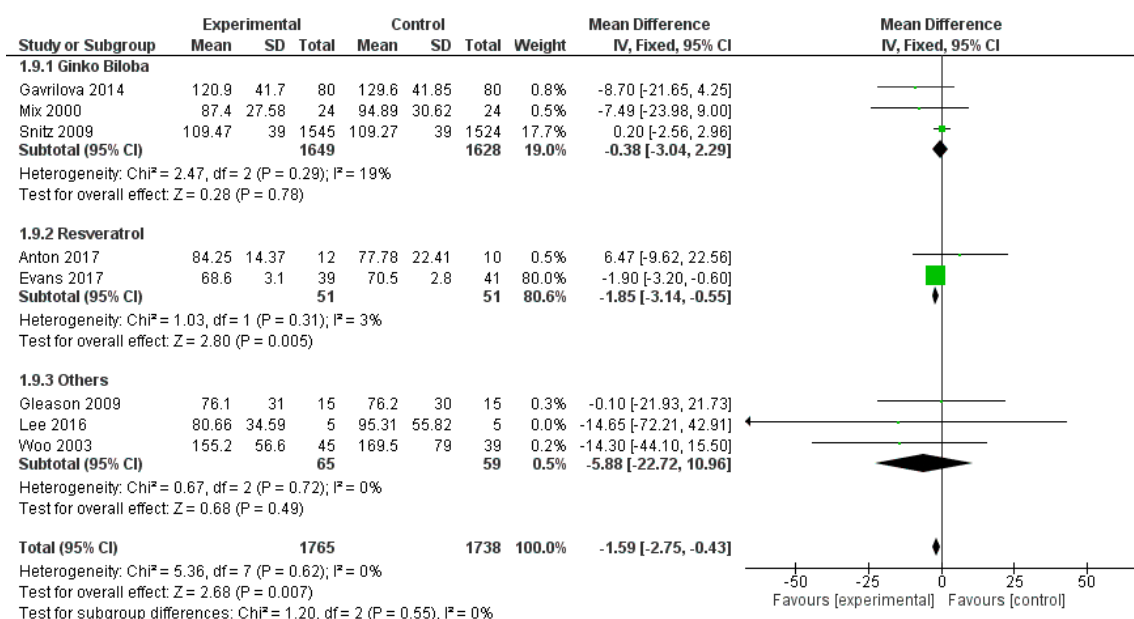 Experimental Control Mean Difference Mean Difference
Study or Subgroup Mean SD Total Mean SD Total Weight IV, Fixed, 95% CI IV, Fixed, 95% CI
1.9.1 Ginko Biloba
Gavrilova 2014 120.9 41.7 80 129.6 41.85 80 0.8% -8.70 [-21.65, 4.25]
Mix 2000 87.4 27.58 24 94.89 30.62 24 0.5% -7.49 [-23.98, 9.00]
Snitz 2009 109.47 39 1545 109.27 39 1524 17.7% 0.20 [-2.56, 2.96]
Subtotal (95% CI) 1649 1628 19.0% -0.38 [-3.04, 2.29]
Heterogeneity: Chi² = 2.47, df = 2 (P = 0.29); I² = 19%
Test for overall effect: Z = 0.28 (P = 0.78)
1.9.2 Resveratrol
Anton 2017 84.25 14.37 12 77.78 22.41 10 0.5% 6.47 [-9.62, 22.56]
Evans 2017 68.6 3.1 39 70.5 2.8 41 80.0% -1.90 [-3.20, -0.60]
Subtotal (95% CI) 51 51 80.6% -1.85 [-3.14, -0.55]
Heterogeneity: Chi² = 1.03, df = 1 (P = 0.31); I² = 3%
Test for overall effect: Z = 2.80 (P = 0.005)
1.9.3 Others
Gleason 2009 76.1 31 15 76.2 30 15 0.3% -0.10 [-21.93, 21.73]
Lee 2016 80.66 34.59 5 95.31 55.82 5 0.0% -14.65 [-72.21, 42.91]
Woo 2003 155.2 56.6 45 169.5 79 39 0.2% -14.30 [-44.10, 15.50]
Subtotal (95% CI) 65 59 0.5% -5.88 [-22.72, 10.96]
Heterogeneity: Chi² = 0.67, df = 2 (P = 0.72); I² = 0%
Test for overall effect: Z = 0.68 (P = 0.49)
Total (95% CI) 1765 1738 100.0% -1.59 [-2.75, -0.43]
Heterogeneity: Chi² = 5.36, df = 7 (P = 0.62); I² = 0%
Test for overall effect: Z = 2.68 (P = 0.007)
Test for subgroup differences: Chi² = 1.20, df = 2 (P = 0.55), I² = 0%
-50 -25 0 25 50
Favours [experimental] Favours [control]